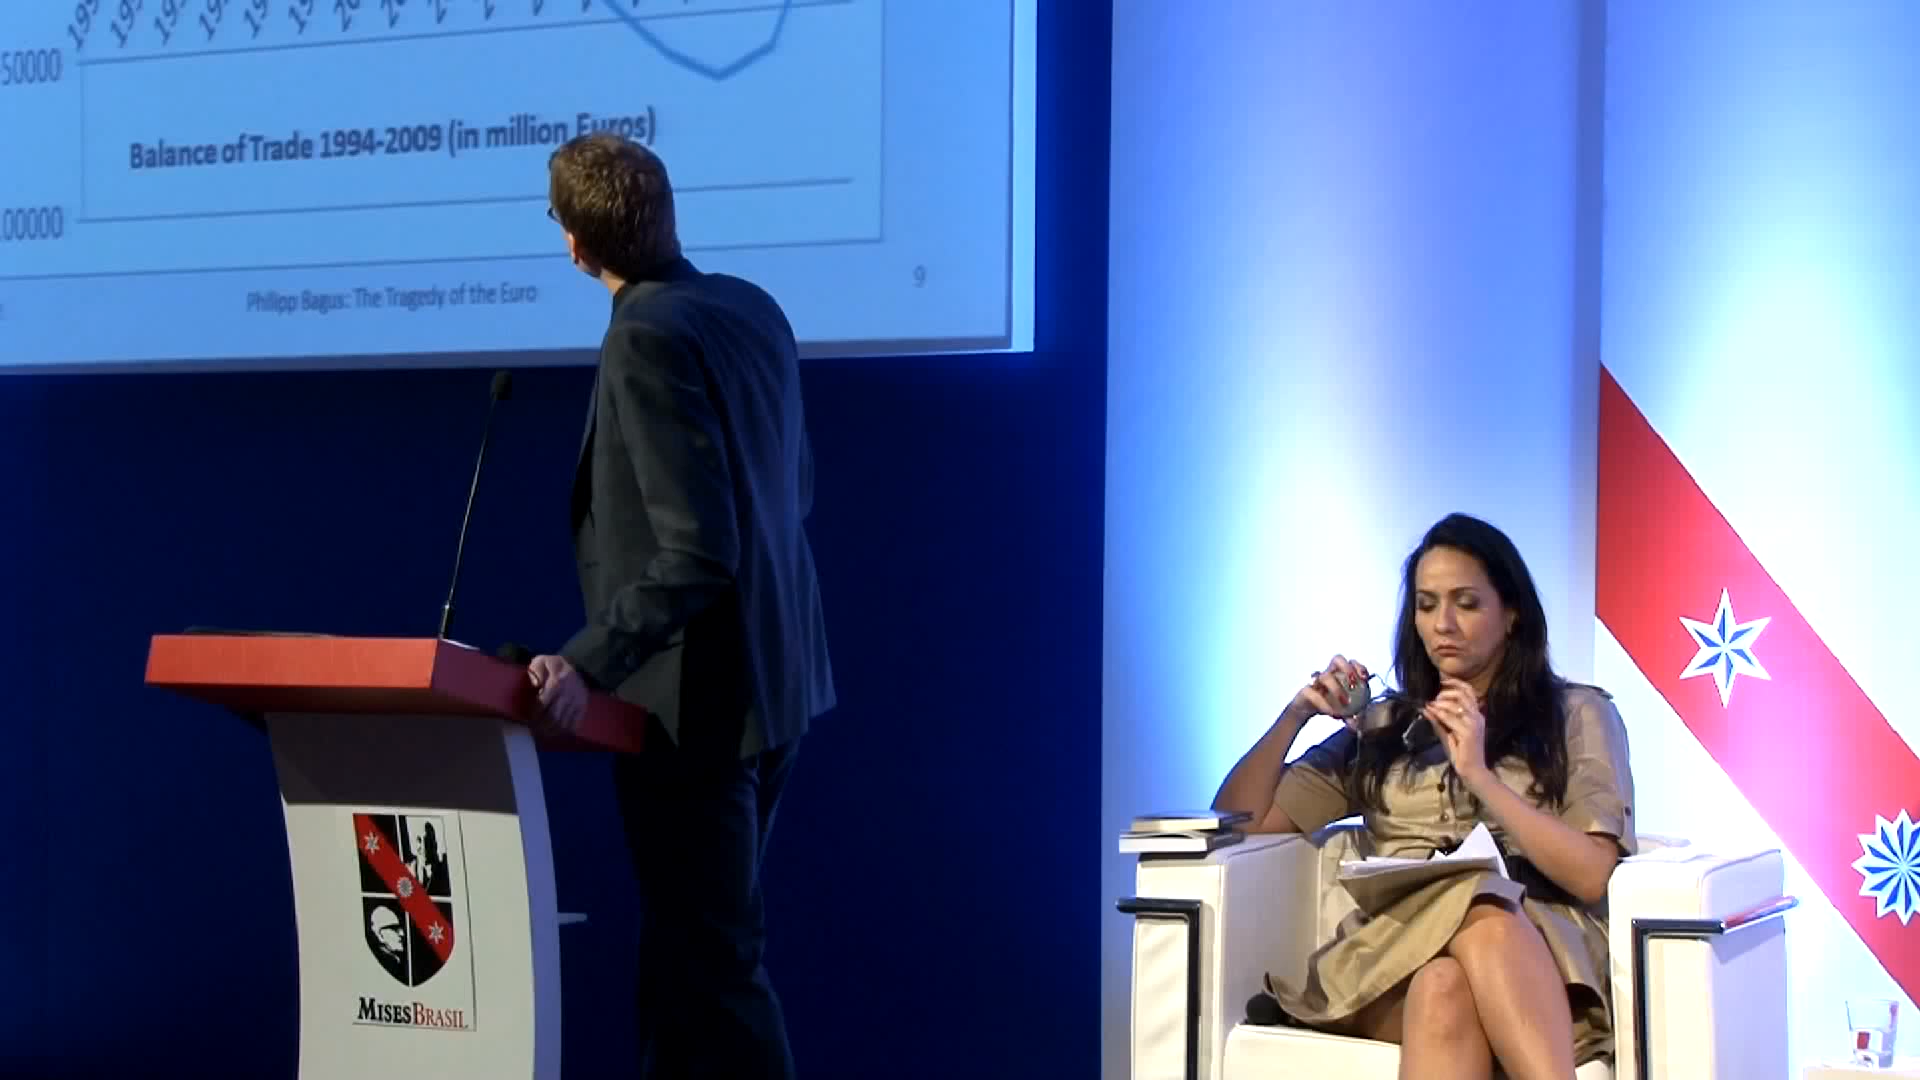 50000
Balance of Trade 1994-2009 (in million Euros)
00000
Philipp Bagus: The Tragedy of the Euro
9
MISESBRASIL